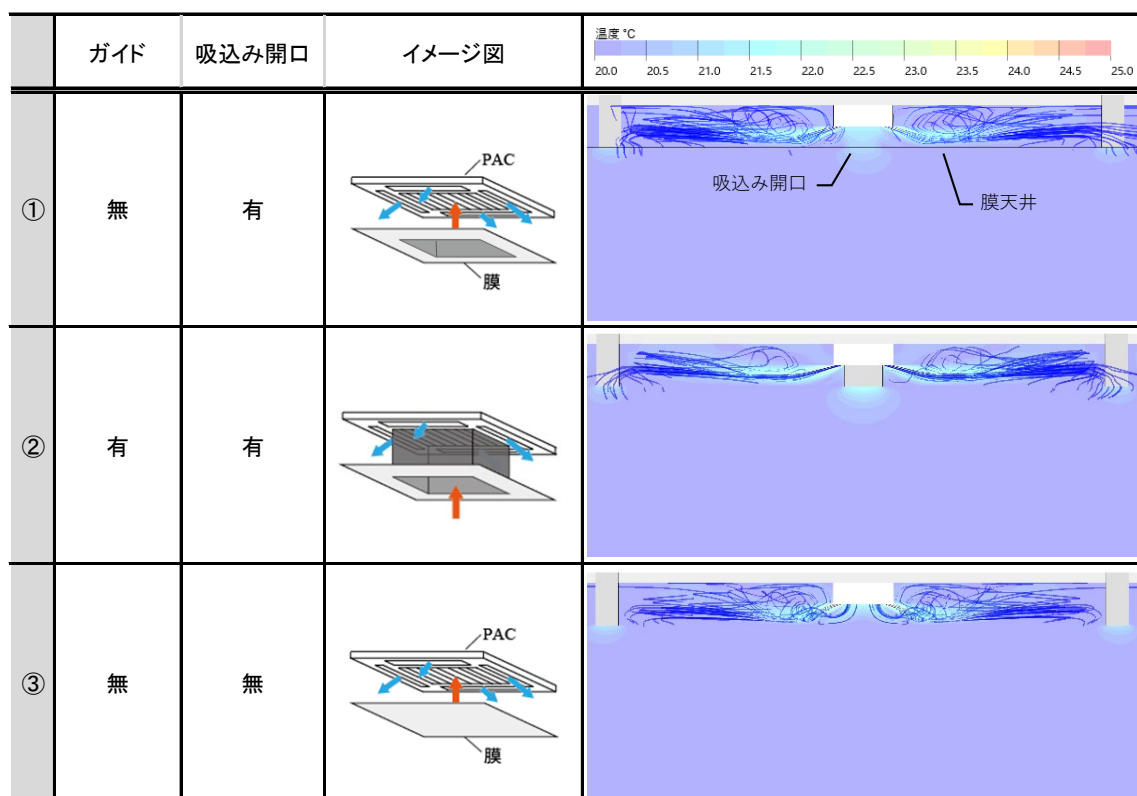 ガイド
吸込み開口
イメージ図
温度 °C
20.0 20.5 21.0 21.5 22.0 22.5 23.0 23.5 24.0 24.5 25.0
①
無
有
PAC
膜
吸込み開口
膜天井
②
有
有
③
無
無
PAC
膜